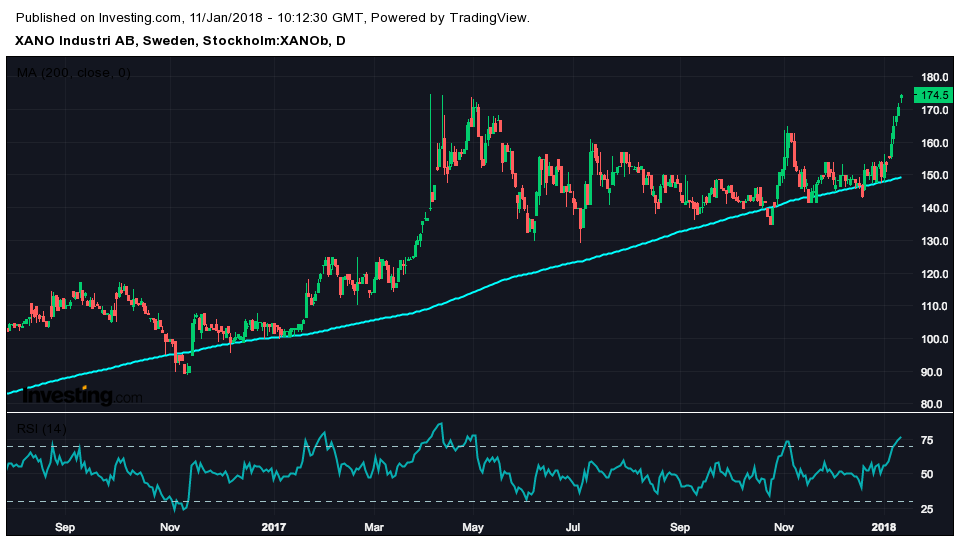 Published on Investing.com, 11/Jan/2018 - 10:12:30 GMT, Powered by TradingView.
XANO Industri AB, Sweden, Stockholm:XANOb, D
MA (200, close, 0)
180.0
174.5
170.0
160.0
150.0
140.0
130.0
120.0
110.0
100.0
90.0
80.0
Investing.com
RSI (14)
75
50
25
Sep Nov 2017 Mar May Jul Sep Nov 2018